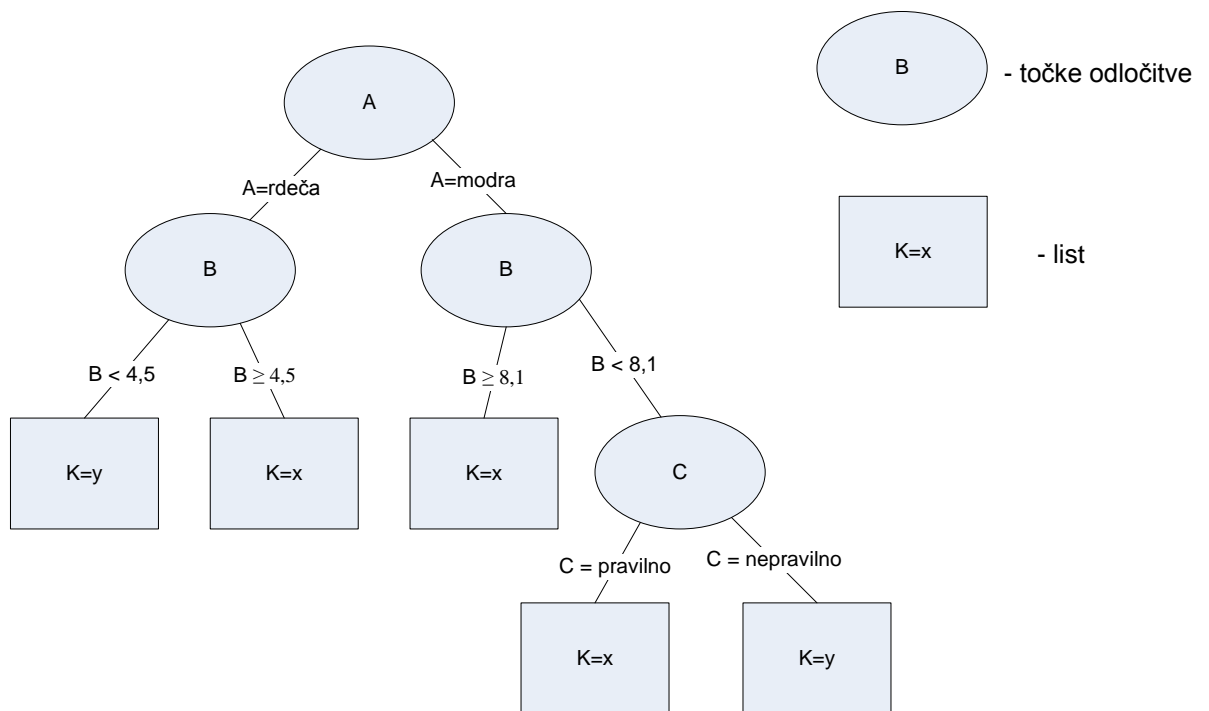 A
B
- točke odločitve
A=rdeča
A=modra
K=x
- list
B
B
B < 4,5
B ≥ 4,5
B ≥ 8,1
B < 8,1
K=y
K=x
K=x
C
C = pravilno
C = nepravilno
K=x
K=y